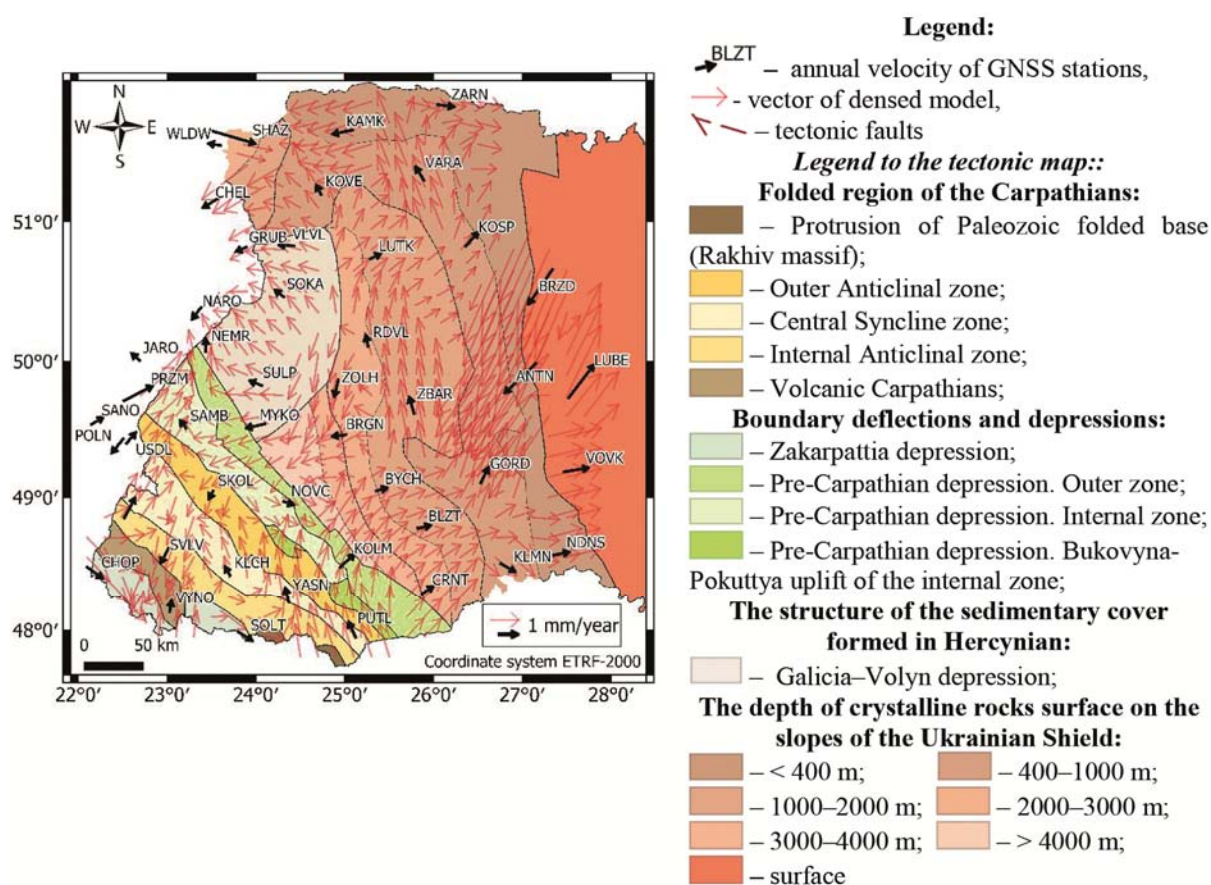 N
W E
S
ZARN
WLDW
SHAZ
KAMK
VARA
KOVE
CHEL
51°0'
KOSP
GRUB
VLVL
LUTK
SOKA
BRZD
NARO
NEMR
RDVL
50°0'
JARO
LUBE
PRZM
SULP
ZOLH
ANTN
ZBAR
SANO
SAMB
MYKO
BRGN
POLN
USDL
VOVK
GORD
49°0'
SKOL
NOVC
BYCH
BLZT
SVLV
KOLM
KLMN
NDNS
CHOP
KLCH
YASN
CRNT
VYNO
PUTL
SOLT
48°0'
0 50 km
1 mm/year
Coordinate system ETRF-2000
22°0' 23°0' 24°0' 25°0' 26°0' 27°0' 28°0'
Legend:
BLZT
– annual velocity of GNSS stations,
- vector of densed model,
– tectonic faults
Legend to the tectonic map::
Folded region of the Carpathians:
– Protrusion of Paleozoic folded base
(Rakhiv massif);
– Outer Anticlinal zone;
– Central Syncline zone;
– Internal Anticlinal zone;
– Volcanic Carpathians;
Boundary deflections and depressions:
– Zakarpattia depression;
– Pre-Carpathian depression. Outer zone;
– Pre-Carpathian depression. Internal zone;
– Pre-Carpathian depression. Bukovyna-
Pokuttya uplift of the internal zone;
The structure of the sedimentary cover
formed in Hercynian:
– Galicia–Volyn depression;
The depth of crystalline rocks surface on the
slopes of the Ukrainian Shield:
– < 400 m; – 400–1000 m;
– 1000–2000 m; – 2000–3000 m;
– 3000–4000 m; – > 4000 m;
– surface